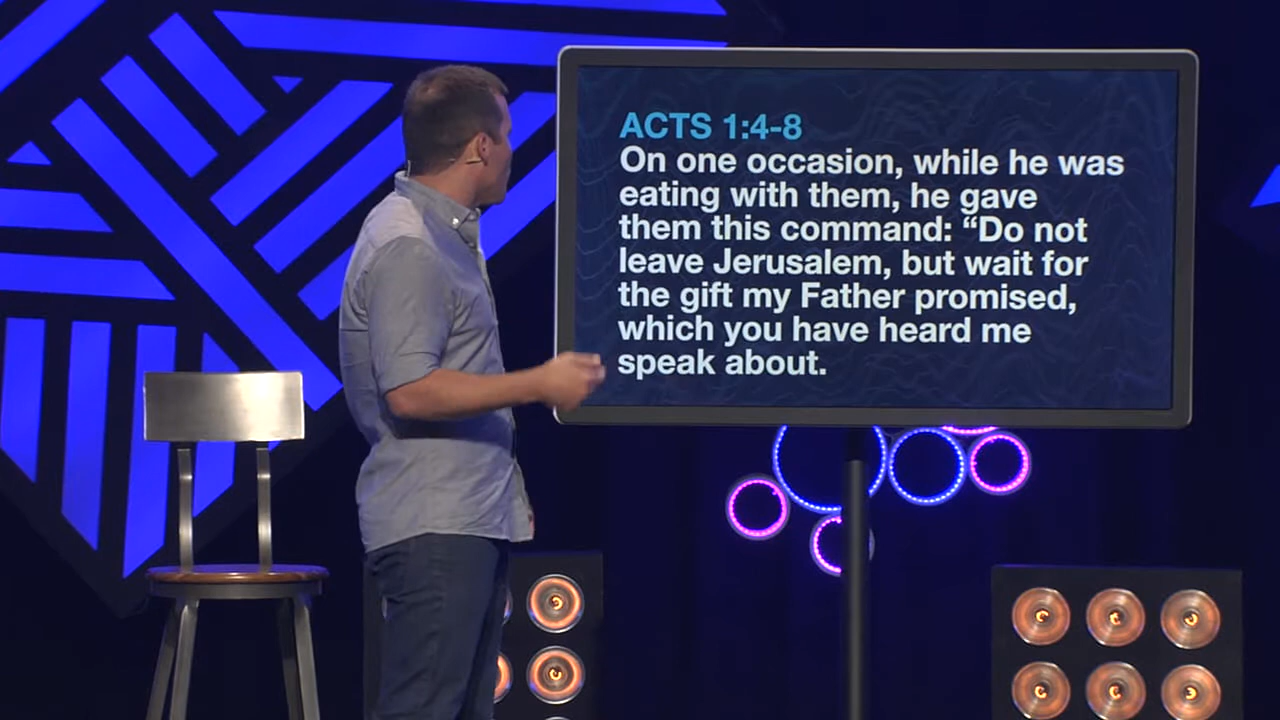 ACTS 1:4-8
On one occasion, while he was
eating with them, he gave
them this command: “Do not
leave Jerusalem, but wait for
the gift my Father promised,
which you have heard me
speak about.